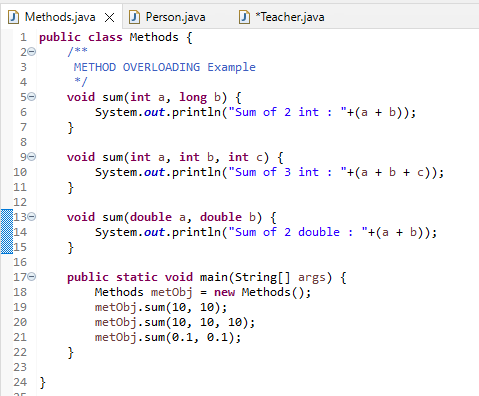 Methods.java Person.java *Teacher.java
1 public class Methods {
2 /**
3 METHOD OVERLOADING Example
4 */
5 void sum(int a, long b) {
6 System.out.println("Sum of 2 int : "+(a + b));
7 }
8
9 void sum(int a, int b, int c) {
10 System.out.println("Sum of 3 int : "+(a + b + c));
11 }
12
13 void sum(double a, double b) {
14 System.out.println("Sum of 2 double : "+(a + b));
15 }
16
17 public static void main(String[] args) {
18 Methods metObj = new Methods();
19 metObj.sum(10, 10);
20 metObj.sum(10, 10, 10);
21 metObj.sum(0.1, 0.1);
22 }
23
24 }